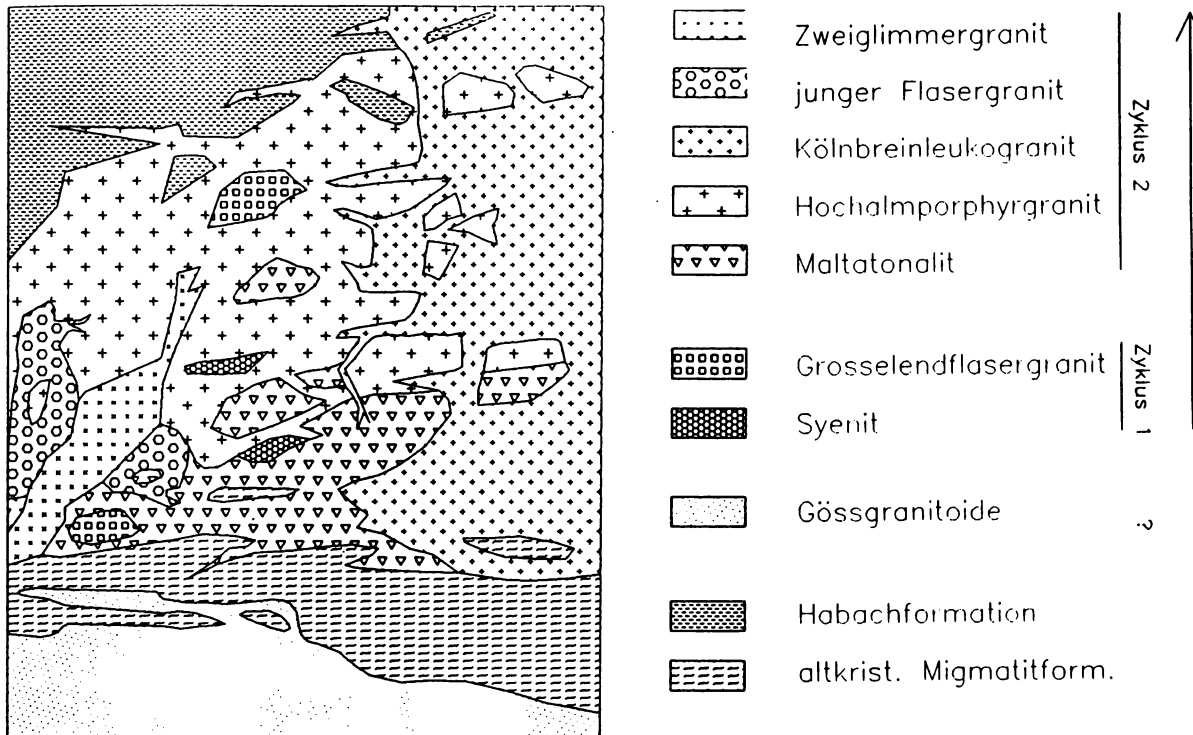 Zweiglimmergranit
junger Flasergranit
Kölnbreinleukogranit
Hochalmporphyrgranit
Maltatonalit
Zyklus 2
Grosselendflasergranit
Syenit
Zyklus 1
Gössgranitoide
?
Habachformation
altkrist. Migmatitform.